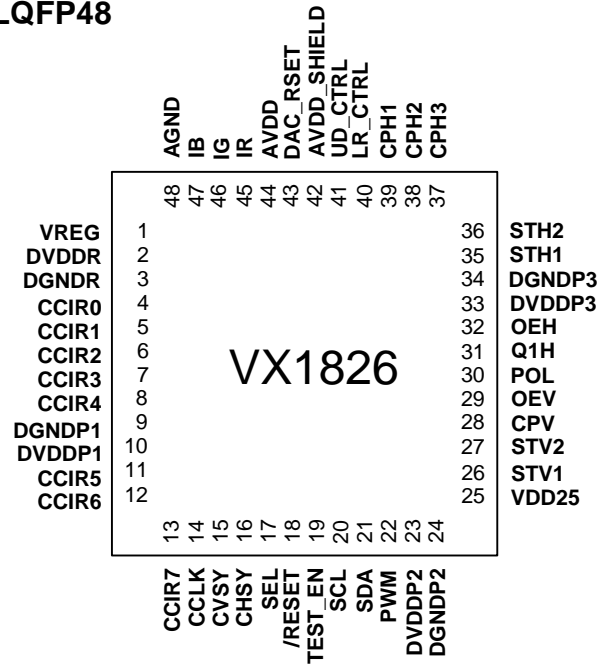 LQFP48
AGND
IB
IG
IR
AVDD
DAC_RSET
AVDD_SHIELD
UD_CTRL
LR_CTRL
CPH1
CPH2
CPH3
48
47
46
45
44
43
42
41
40
39
38
37
VREG 1
DVDDR 2
DGNDR 3
CCIR0 4
CCIR1 5
CCIR2 6
CCIR3 7
CCIR4 8
DGNDP1 9
DVDDP1 10
CCIR5 11
CCIR6 12
VX1826
36 STH2
35 STH1
34 DGNDP3
33 DVDDP3
32 OEH
31 Q1H
30 POL
29 OEV
28 CPV
27 STV2
26 STV1
25 VDD25
13
14
15
16
17
18
19
20
21
22
23
24
CCIR7
CCLK
CVSY
CHSY
SEL
/RESET
TEST_EN
SCL
SDA
PWM
DVDDP2
DGNDP2